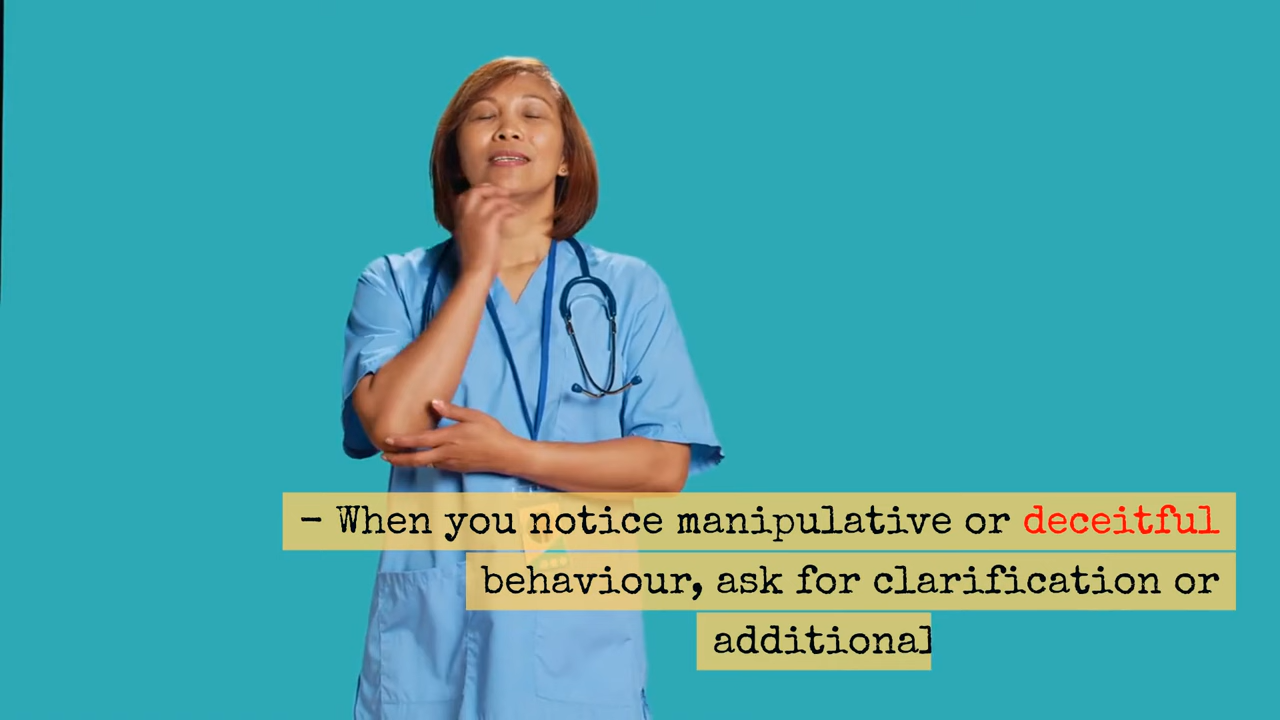 - When you notice manipulative or deceitful
behaviour, ask for clarification or
additional